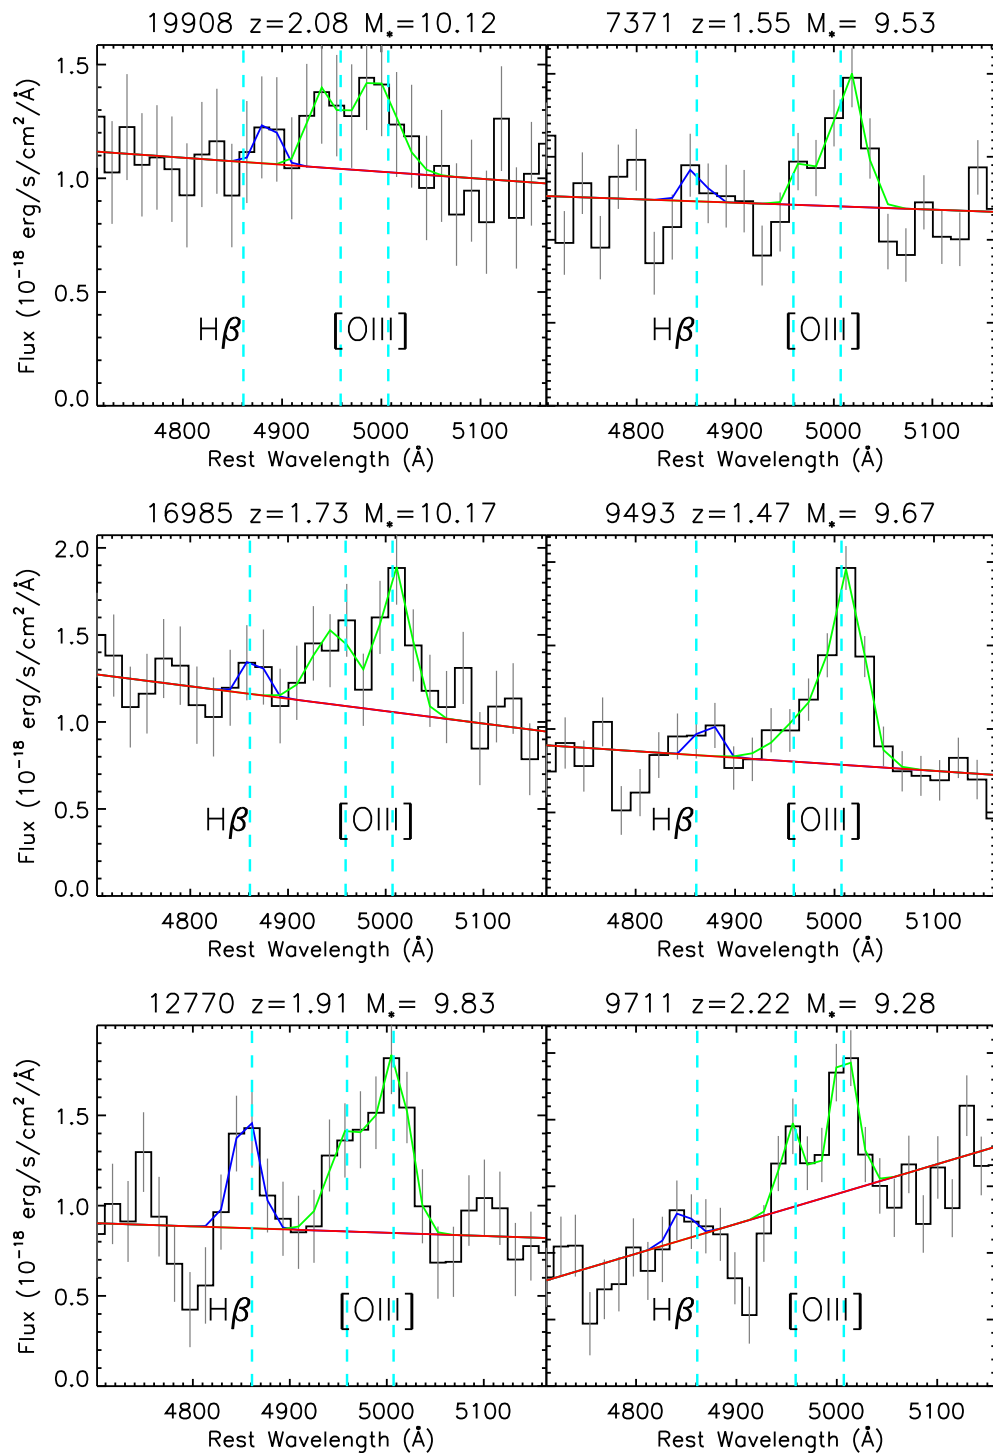 19908 z=2.08 M*=10.12
7371 z=1.55 M*= 9.53
Flux (10⁻¹⁸ erg/s/cm²/Å)
1.5
1.0
0.5
0.0
Hβ
[OIII]
Hβ
[OIII]
4800 4900 5000 5100
4800 4900 5000 5100
Rest Wavelength (Å)
Rest Wavelength (Å)
16985 z=1.73 M*=10.17
9493 z=1.47 M*= 9.67
Flux (10⁻¹⁸ erg/s/cm²/Å)
2.0
1.5
1.0
0.5
0.0
Hβ
[OIII]
Hβ
[OIII]
4800 4900 5000 5100
4800 4900 5000 5100
Rest Wavelength (Å)
Rest Wavelength (Å)
12770 z=1.91 M*= 9.83
9711 z=2.22 M*= 9.28
Flux (10⁻¹⁸ erg/s/cm²/Å)
1.5
1.0
0.5
0.0
Hβ
[OIII]
Hβ
[OIII]
4800 4900 5000 5100
4800 4900 5000 5100
Rest Wavelength (Å)
Rest Wavelength (Å)